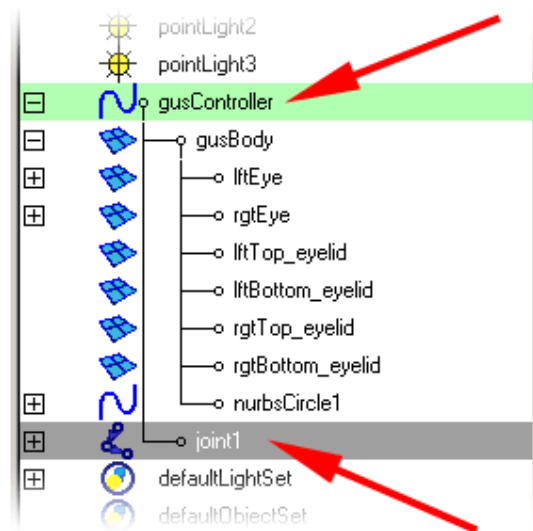 pointLight2
pointLight3
gusController
gusBody
lftEye
rgtEye
lftTop_eyelid
lftBottom_eyelid
rgtTop_eyelid
rgtBottom_eyelid
nurbsCircle1
joint1
defaultLightSet
defaultObjectSet